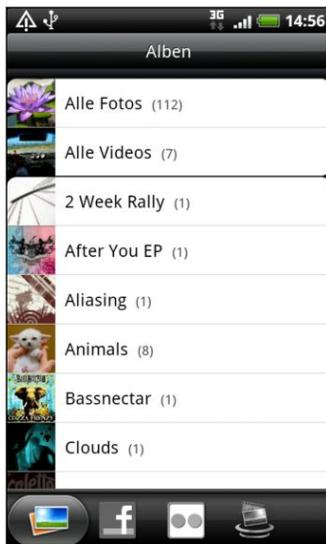 3G 14:56
Alben
Alle Fotos (112)
Alle Videos (7)
2 Week Rally (1)
After You EP (1)
Aliasing (1)
Animals (8)
Bassnectar (1)
Clouds (1)